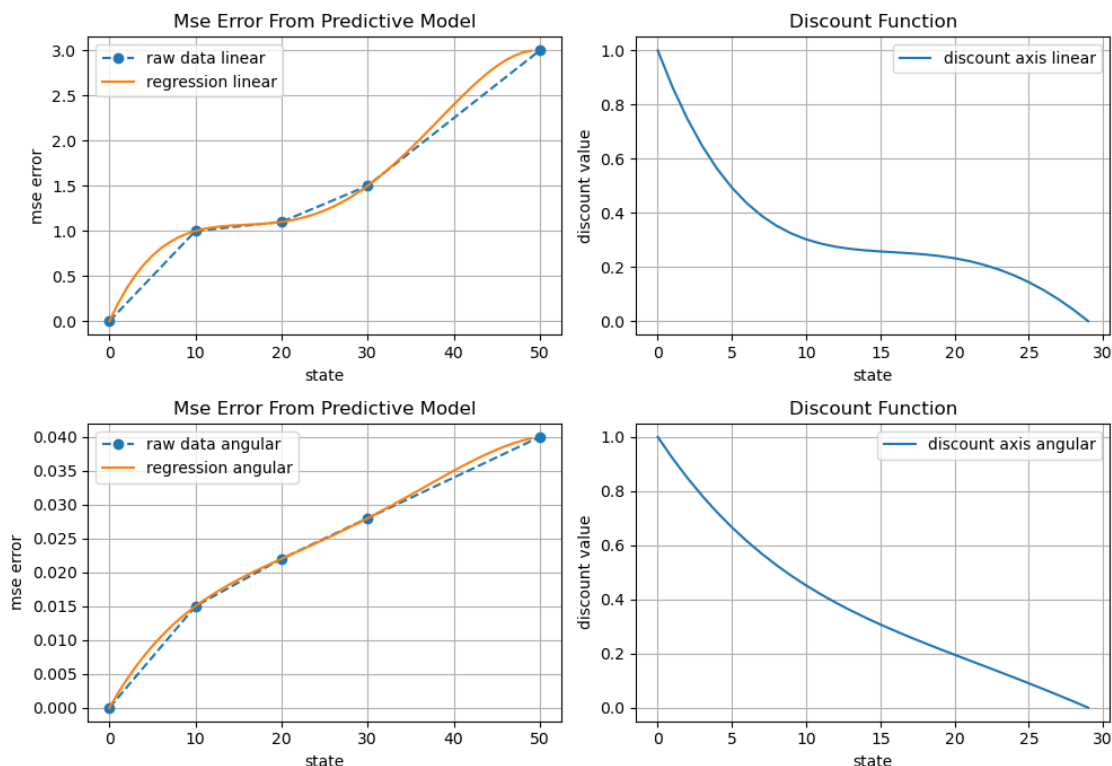 Mse Error From Predictive Model
3.0
2.5
2.0
1.5
1.0
0.5
0.0
mse error
raw data linear
regression linear
0 10 20 30 40 50
state
Discount Function
1.0
0.8
0.6
0.4
0.2
0.0
discount value
discount axis linear
0 5 10 15 20 25 30
state
Mse Error From Predictive Model
0.040
0.035
0.030
0.025
0.020
0.015
0.010
0.005
0.000
mse error
raw data angular
regression angular
0 10 20 30 40 50
state
Discount Function
1.0
0.8
0.6
0.4
0.2
0.0
discount value
discount axis angular
0 5 10 15 20 25 30
state